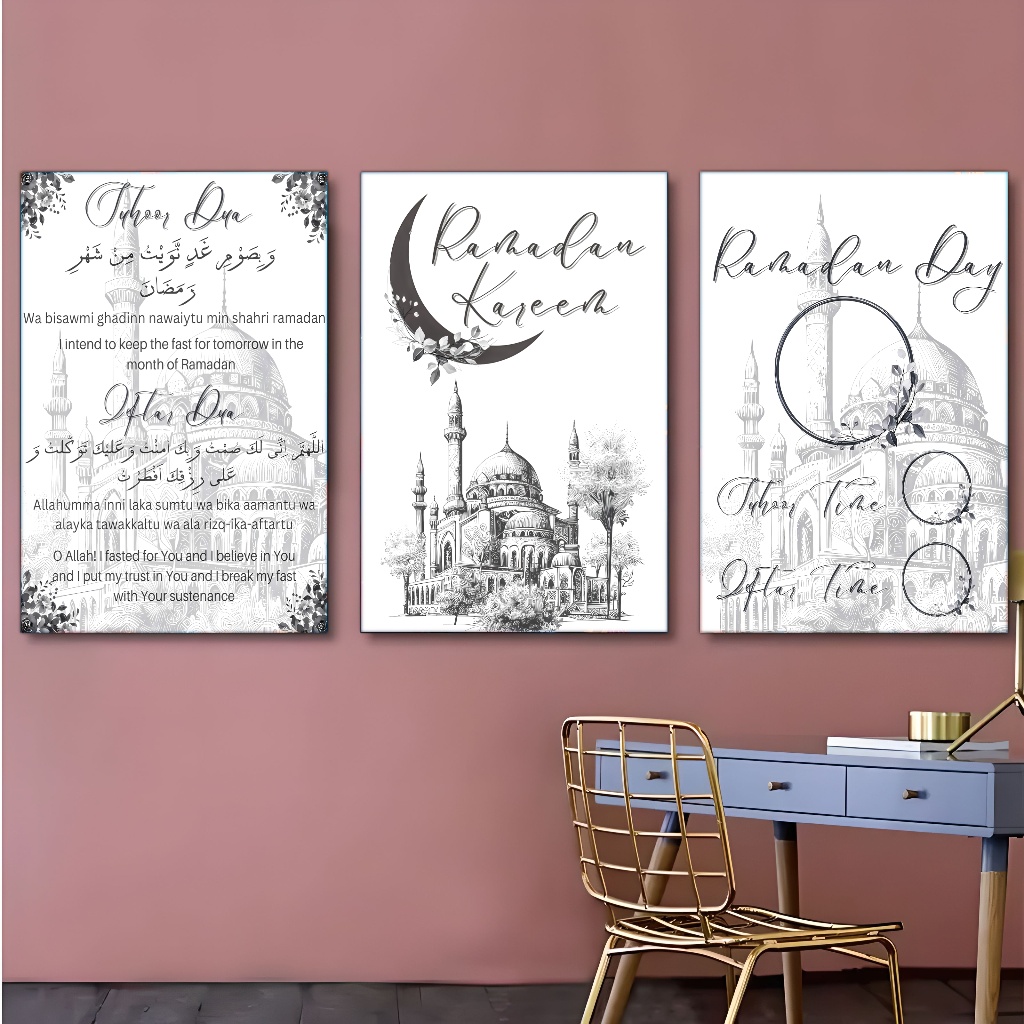 Suhoor Dua
وَبِصَوْمِ غَدٍ نَّوَيْتُ مِنْ شَهْرِ
رَمَضَانَ
Wa bisawmi ghadinn nawaiytu min shahri ramadan
I intend to keep the fast for tomorrow in the
month of Ramadan
Iftar Dua
اللَّهُمَّ اِنِّى لَكَ صُمْتُ وَبِكَ امَنْتُ وَعَلَيْكَ تَوَكَّلْتُ وَ
عَلى رِزْقِكَ اَفْطَرْتُ
Allahumma inni laka sumtu wa bika aamantu wa
alayka tawakkaltu wa ala rizq-ika-aftartu
O Allah! I fasted for You and I believe in You
and I put my trust in You and I break my fast
with Your sustenance
Ramadan
Kareem
Ramadan Day
Suhoor Time
Iftar Time